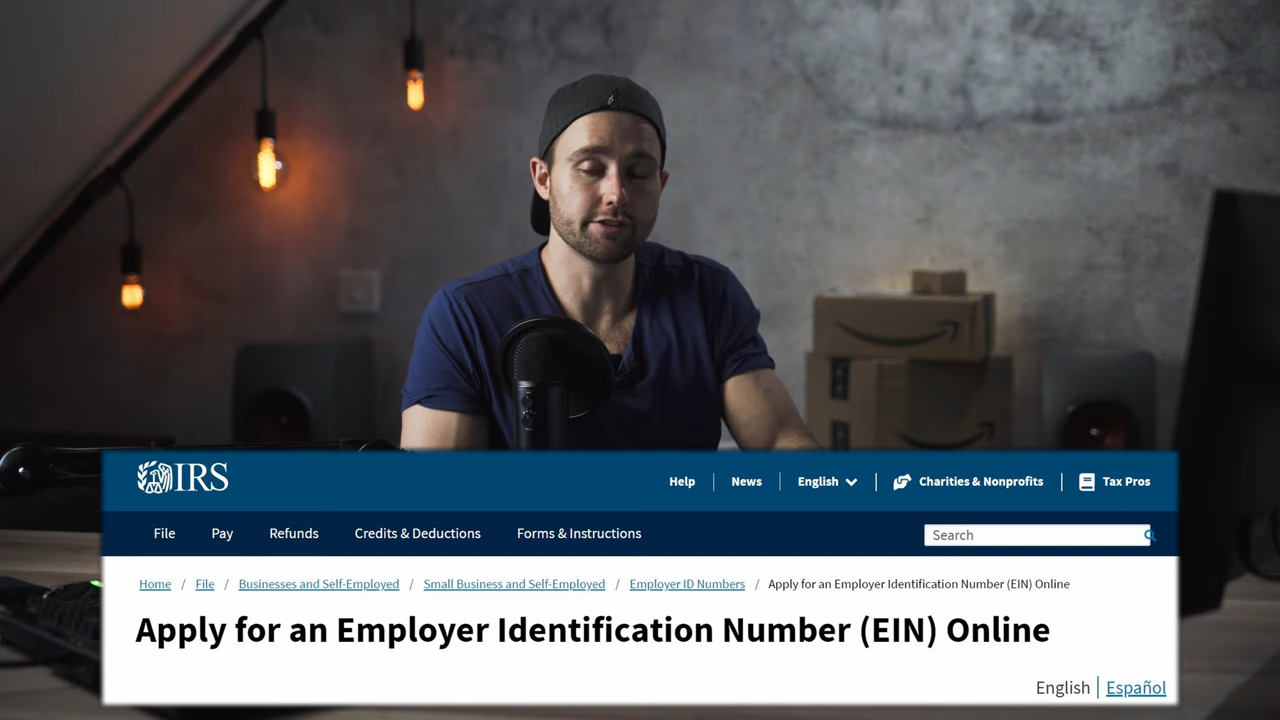 IRS
Help News English Charities & Nonprofits Tax Pros
File Pay Refunds Credits & Deductions Forms & Instructions Search
Home / File / Businesses and Self-Employed / Small Business and Self-Employed / Employer ID Numbers / Apply for an Employer Identification Number (EIN) Online
Apply for an Employer Identification Number (EIN) Online
English Español